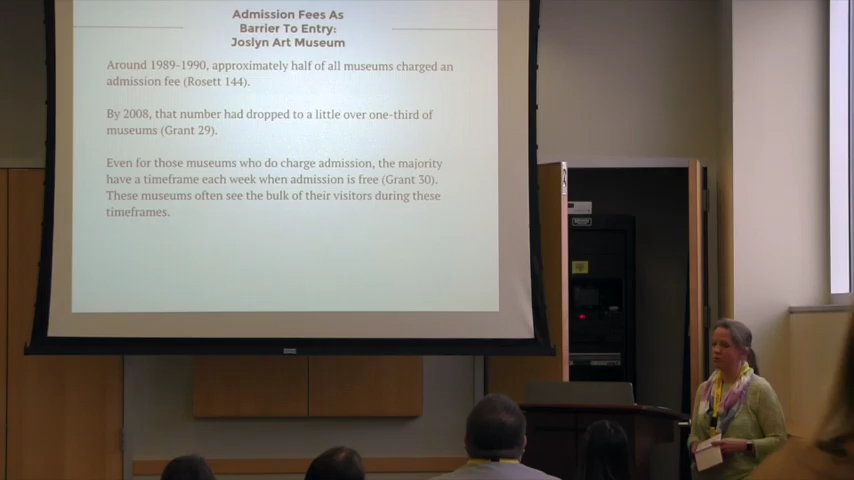 Admission Fees As
Barrier To Entry:
Joslyn Art Museum
Around 1989-1990, approximately half of all museums charged an
admission fee (Rosett 144).
By 2008, that number had dropped to a little over one-third of
museums (Grant 29).
Even for those museums who do charge admission, the majority
have a timeframe each week when admission is free (Grant 30).
These museums often see the bulk of their visitors during these
timeframes.